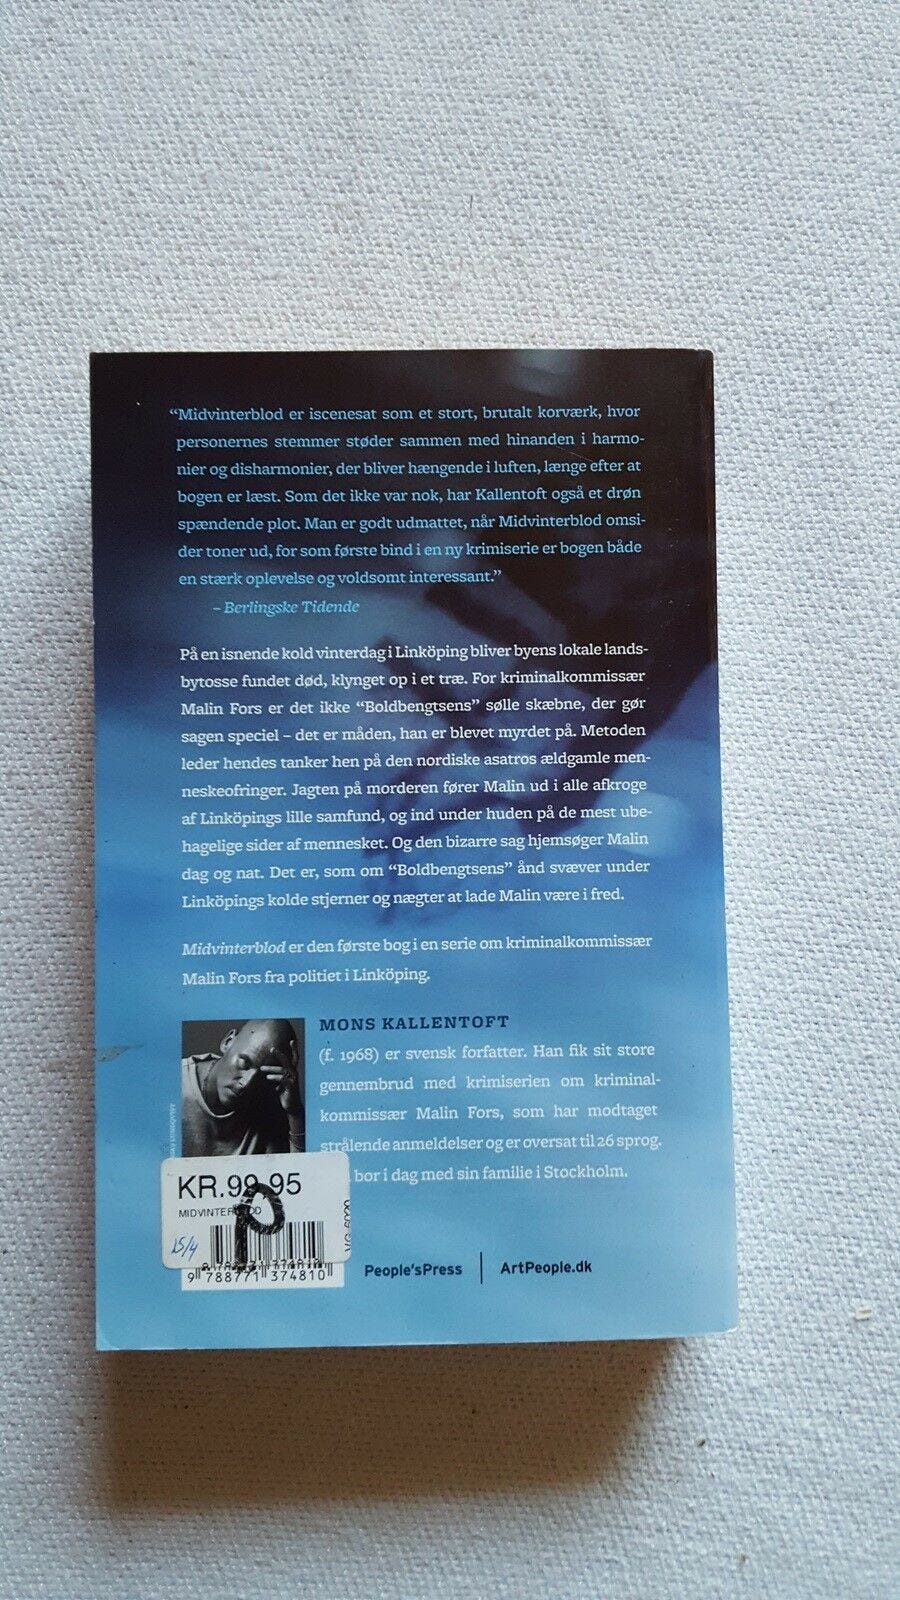 “Midvinterblod er iscenesat som et stort, brutalt korværk, hvor
personernes stemmer støder sammen med hinanden i harmo-
nier og disharmonier, der bliver hængende i luften, længe efter at
bogen er læst. Som det ikke var nok, har Kallentoft også et drøn
spændende plot. Man er godt udmattet, når Midvinterblod omsi-
der toner ud, for som første bind i en ny krimiserie er bogen både
en stærk oplevelse og voldsomt interessant.”
– Berlingske Tidende
På en isnende kold vinterdag i Linköping bliver byens lokale lands-
bytosse fundet død, klynget op i et træ. For kriminalkommissær
Malin Fors er det ikke “Boldbengtsens” sølle skæbne, der gør
sagen speciel – det er måden, han er blevet myrdet på. Metoden
leder hendes tanker hen på den nordiske asatros ældgamle men-
neskeofringer. Jagten på morderen fører Malin ud i alle afkroge
af Linköpings lille samfund, og ind under huden på de mest ube-
hagelige sider af mennesket. Og den bizarre sag hjemsøger Malin
dag og nat. Det er, som om “Boldbengtsens” ånd svæver under
Linköpings kolde stjerner og nægter at lade Malin være i fred.
Midvinterblod er den første bog i en serie om kriminalkommissær
Malin Fors fra politiet i Linköping.
MONS KALLENTOFT
(f. 1968) er svensk forfatter. Han fik sit store
gennembrud med krimiserien om kriminal-
kommissær Malin Fors, som har modtaget
strålende anmeldelser og er oversat til 26 sprog.
bor i dag med sin familie i Stockholm.
KR.99.95
P
15/4
9 788771 374810
People'sPress | ArtPeople.dk